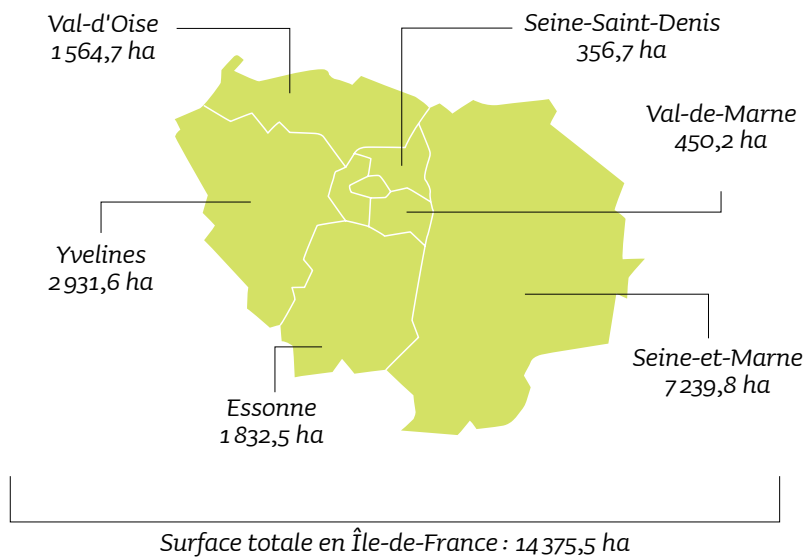 Val-d'Oise
1 564,7 ha
Seine-Saint-Denis
356,7 ha
Val-de-Marne
450,2 ha
Yvelines
2 931,6 ha
Seine-et-Marne
7 239,8 ha
Essonne
1 832,5 ha
Surface totale en Île-de-France : 14 375,5 ha